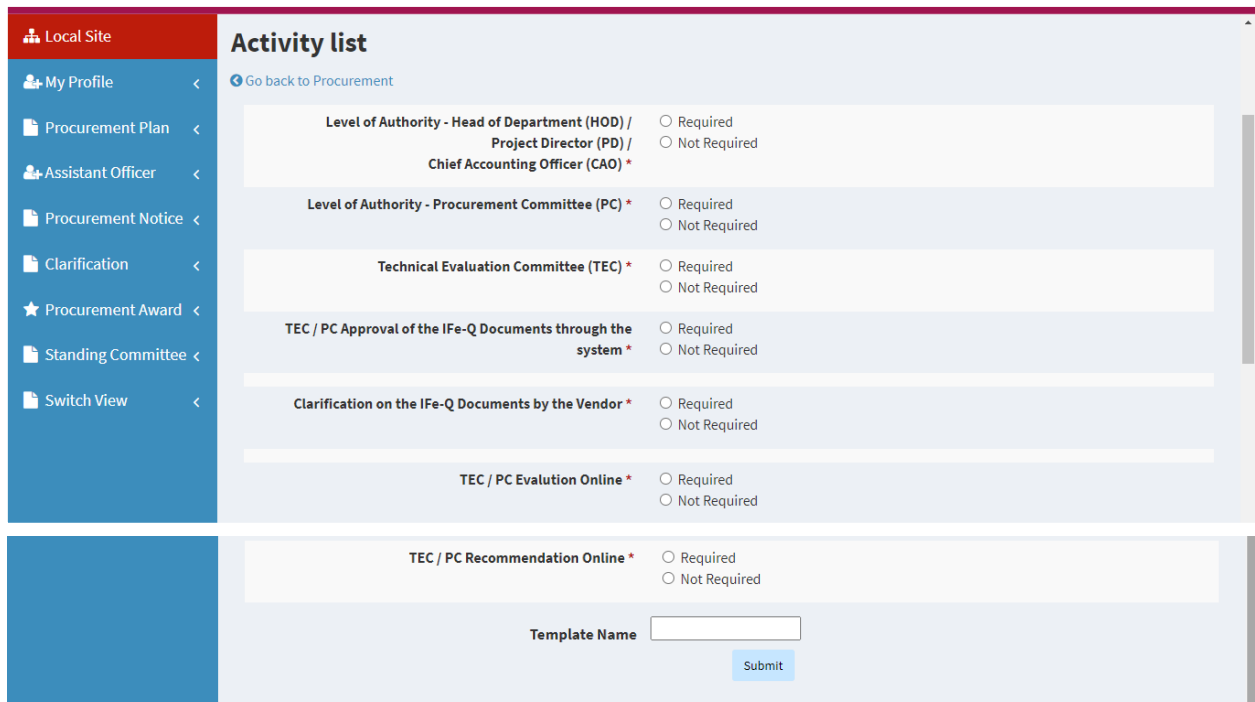 Local Site
My Profile
Procurement Plan
Assistant Officer
Procurement Notice
Clarification
Procurement Award
Standing Committee
Switch View
Activity list
Go back to Procurement
Level of Authority - Head of Department (HOD) /
Project Director (PD) /
Chief Accounting Officer (CAO) *
Required
Not Required
Level of Authority - Procurement Committee (PC) *
Required
Not Required
Technical Evaluation Committee (TEC) *
Required
Not Required
TEC / PC Approval of the IFe-Q Documents through the
system *
Required
Not Required
Clarification on the IFe-Q Documents by the Vendor *
Required
Not Required
TEC / PC Evalution Online *
Required
Not Required
TEC / PC Recommendation Online *
Required
Not Required
Template Name
Submit